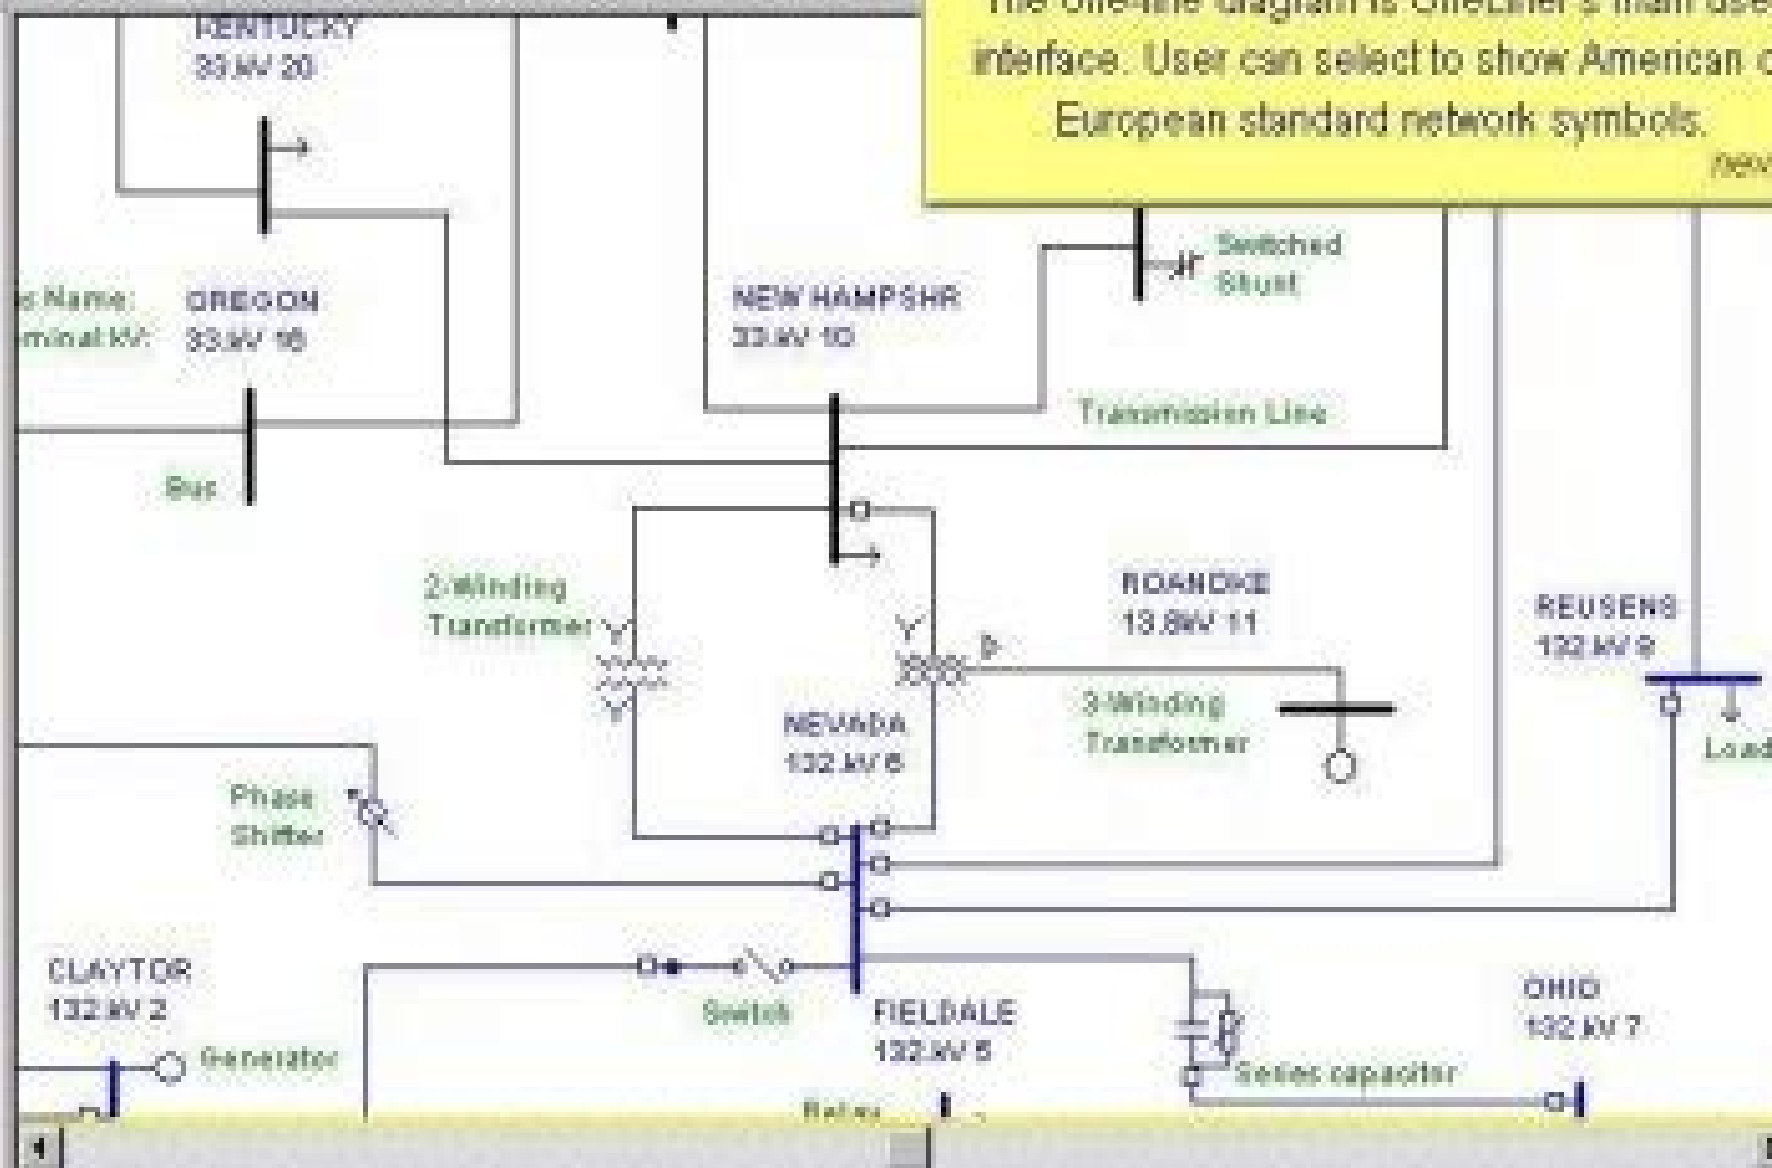 The one-line diagram is OneLiner's main use
interface. User can select to show American o
European standard network symbols.
new
KENTUCKY
33.kV 20
Switched
Shunt
s Name:
minal kV:
OREGON
33.kV 16
NEW HAMPSHR
33.kV 10
Transmission Line
Bus
2-Winding
Transformer
ROANOKE
13.8kV 11
REUSENS
132.kV 9
3-Winding
Transformer
NEVADA
132.kV 6
Load
Phase
Shifter
CLAYTOR
132.kV 2
Switch
FIELDALE
132.kV 5
OHIO
132.kV 7
Generator
Series capacitor
Relay